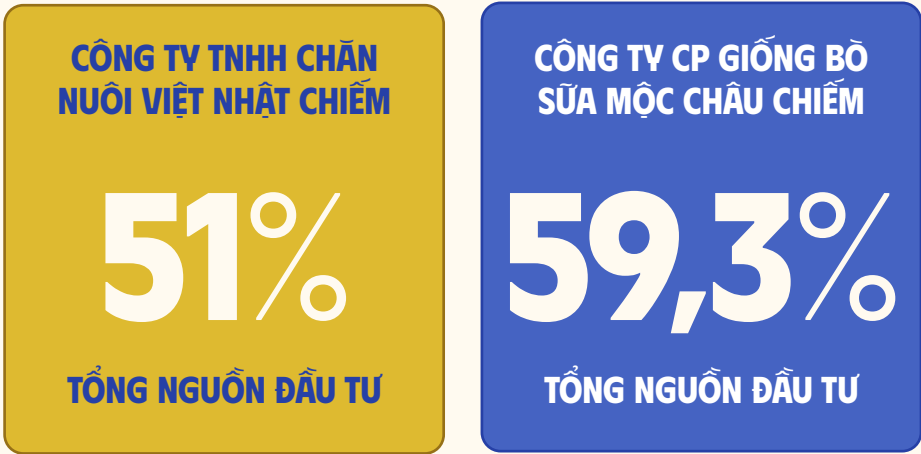 CÔNG TY TNHH CHĂN
NUÔI VIỆT NHẬT CHIẾM
51%
TỔNG NGUỒN ĐẦU TƯ
CÔNG TY CP GIỐNG BÒ
SỮA MỘC CHÂU CHIẾM
59,3%
TỔNG NGUỒN ĐẦU TƯ